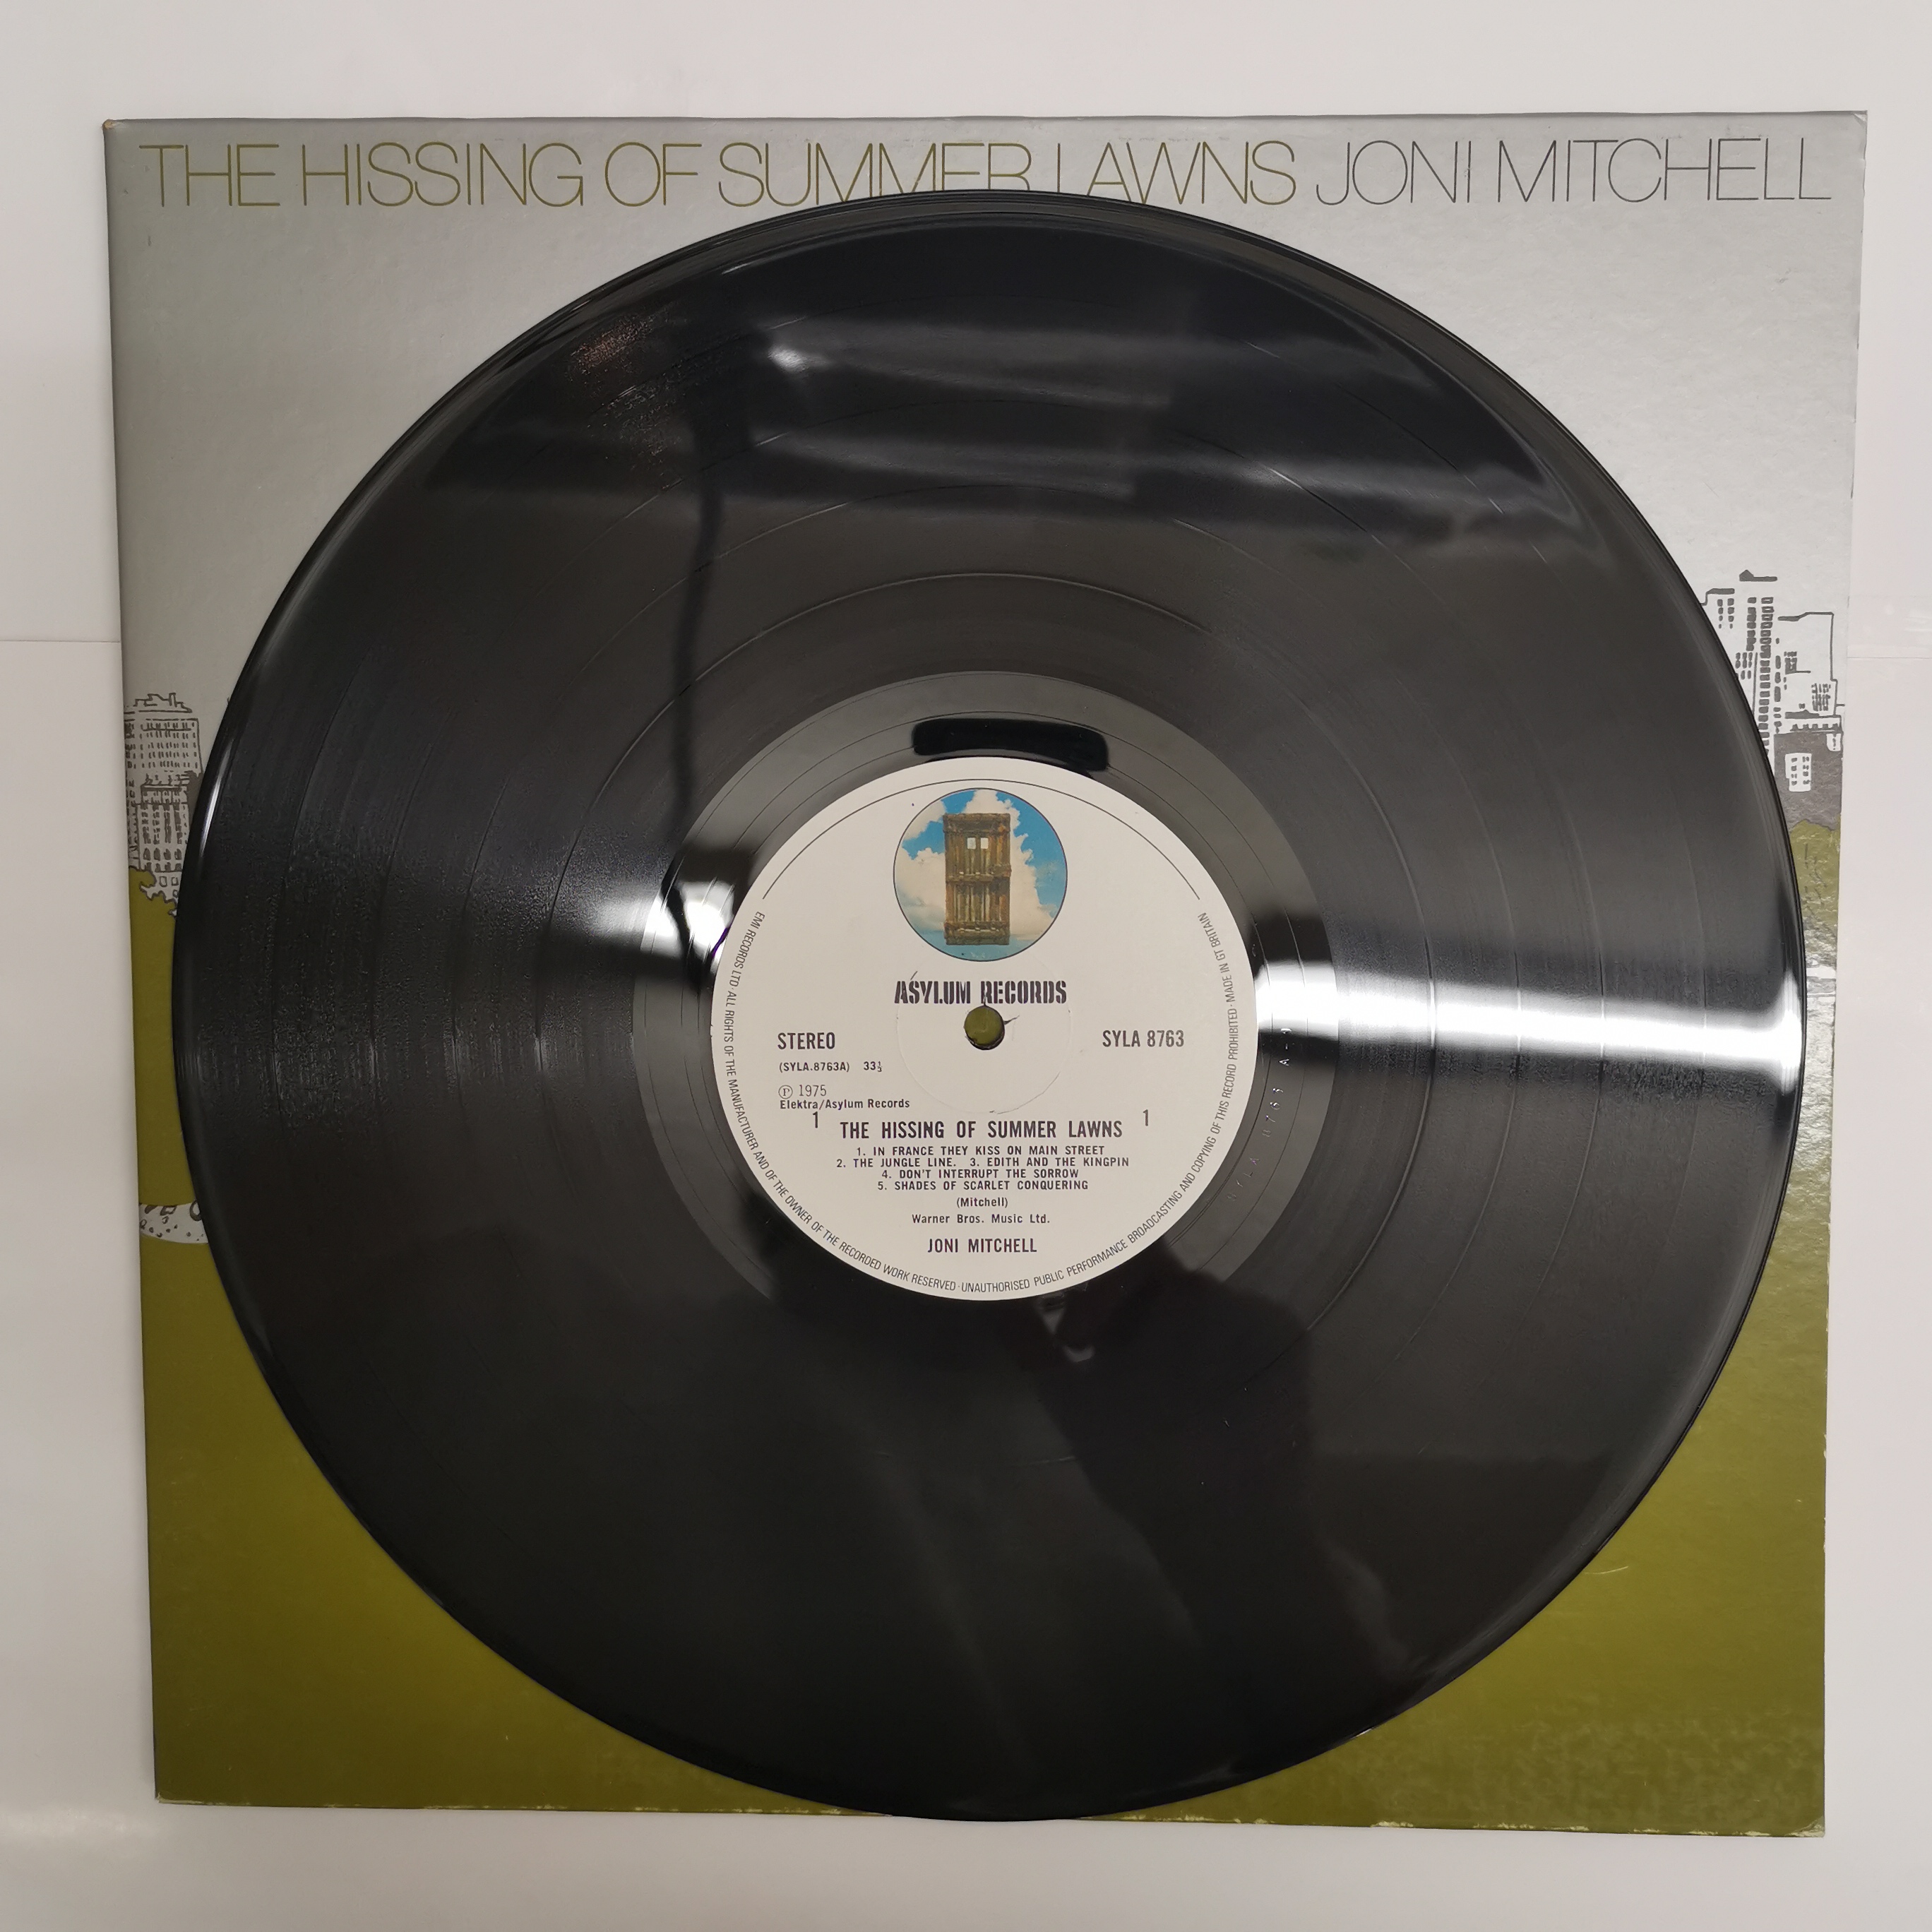 THE HISSING OF SUMMER LAWNS JONI MITCHELL
ASYLUM RECORDS
STEREO SYLA 8763
(SYLA.8763A) 33⅓
Ⓟ 1975
Elektra/Asylum Records
1 THE HISSING OF SUMMER LAWNS 1
1. IN FRANCE THEY KISS ON MAIN STREET
2. THE JUNGLE LINE. 3. EDITH AND THE KINGPIN
4. DON'T INTERRUPT THE SORROW
5. SHADES OF SCARLET CONQUERING
(Mitchell)
Warner Bros. Music Ltd.
JONI MITCHELL
EMI RECORDS LTD · ALL RIGHTS OF THE MANUFACTURER AND OF THE OWNER OF THE RECORDED WORK RESERVED · UNAUTHORISED PUBLIC PERFORMANCE BROADCASTING AND COPYING OF THIS RECORD PROHIBITED · MADE IN GT BRITAIN